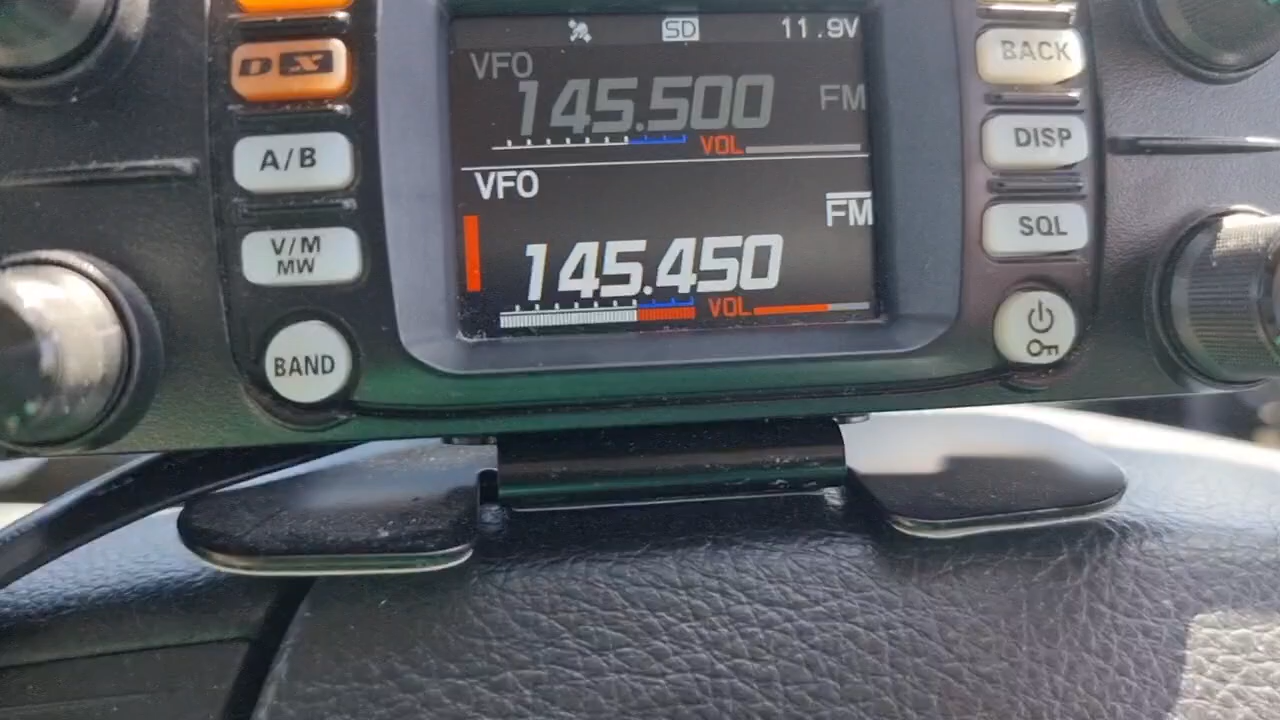 SD 11.9V
VFO
145.500 FM
VOL
VFO
FM
145.450
VOL
DX
A/B
V/M
MW
BAND
BACK
DISP
SQL